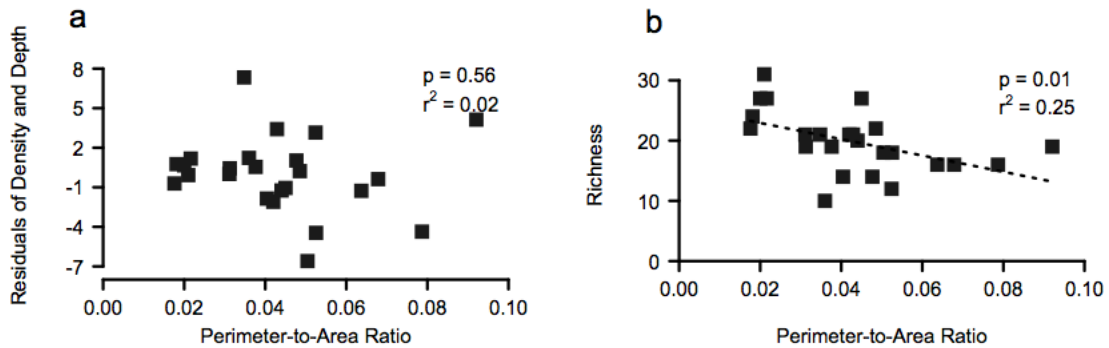 a
Residuals of Density and Depth
8
5
2
-1
-4
-7
p = 0.56
r² = 0.02
0.00 0.02 0.04 0.06 0.08 0.10
Perimeter-to-Area Ratio
b
Richness
30
20
10
0
p = 0.01
r² = 0.25
0.00 0.02 0.04 0.06 0.08 0.10
Perimeter-to-Area Ratio